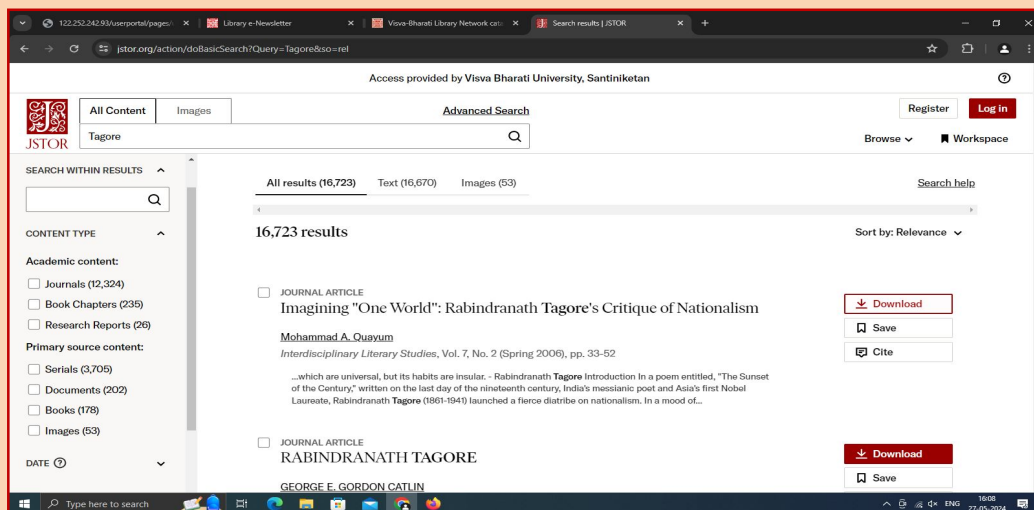 122.252.242.93/userportal/pages/
Library e-Newsletter
Visva-Bharati Library Network cata
Search results | JSTOR
jstor.org/action/doBasicSearch?Query=Tagore&so=rel
Access provided by Visva Bharati University, Santiniketan
JSTOR
All Content
Images
Advanced Search
Tagore
Register
Log in
Browse
Workspace
SEARCH WITHIN RESULTS
CONTENT TYPE
Academic content:
Journals (12,324)
Book Chapters (235)
Research Reports (26)
Primary source content:
Serials (3,705)
Documents (202)
Books (178)
Images (53)
DATE
All results (16,723)
Text (16,670)
Images (53)
Search help
16,723 results
Sort by: Relevance
JOURNAL ARTICLE
Imagining "One World": Rabindranath Tagore's Critique of Nationalism
Mohammad A. Quayum
Interdisciplinary Literary Studies, Vol. 7, No. 2 (Spring 2006), pp. 33-52
...which are universal, but its habits are insular. - Rabindranath Tagore Introduction In a poem entitled, "The Sunset
of the Century," written on the last day of the nineteenth century, India's messianic poet and Asia's first Nobel
Laureate, Rabindranath Tagore (1861-1941) launched a fierce diatribe on nationalism. In a mood of...
Download
Save
Cite
JOURNAL ARTICLE
RABINDRANATH TAGORE
GEORGE E. GORDON CATLIN
Download
Save
Type here to search
ENG
16:08
27-05-2024